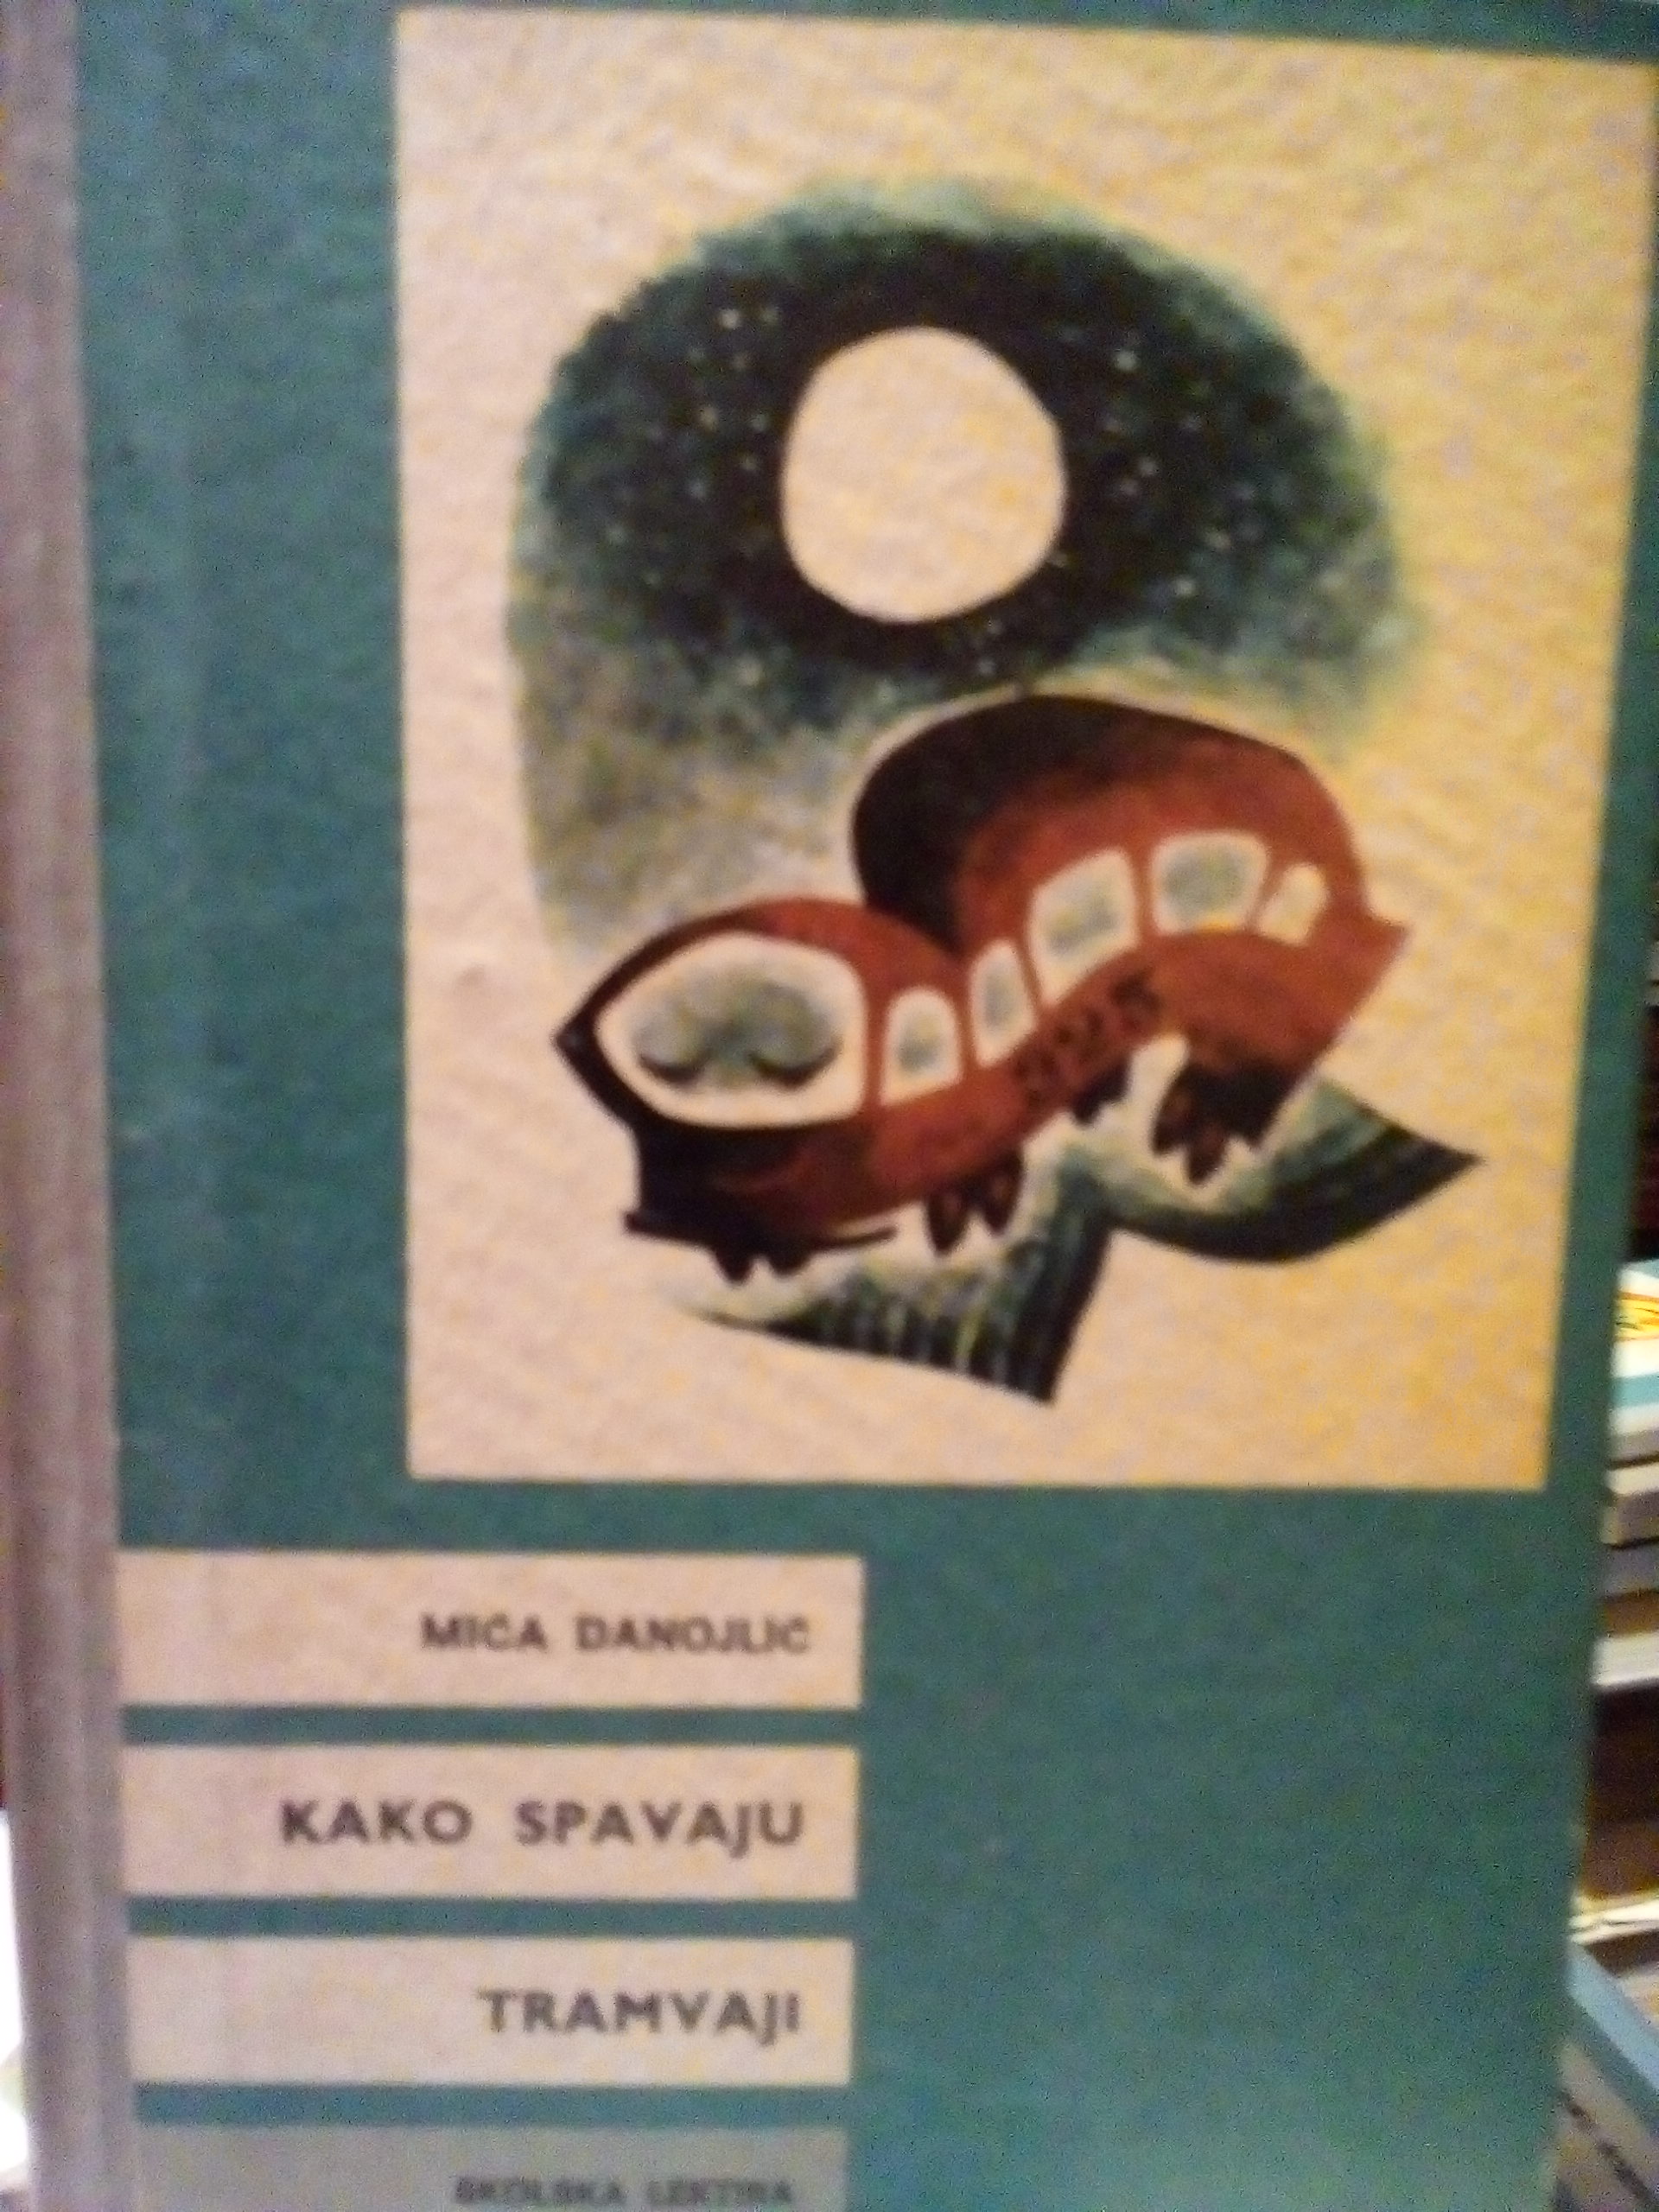 MIĆA DANOJLIĆ
KAKO SPAVAJU
TRAMVAJI
ŠKOLSKA LEKTIRA